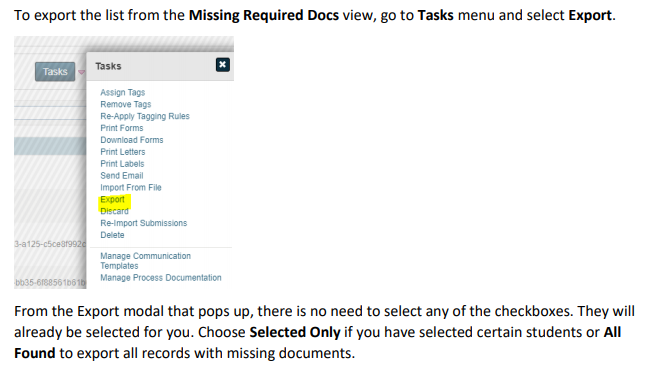 To export the list from the Missing Required Docs view, go to Tasks menu and select Export.
Tasks
Tasks
Assign Tags
Remove Tags
Re-Apply Tagging Rules
Print Forms
Download Forms
Print Letters
Print Labels
Send Email
Import From File
Export
Discard
Re-Import Submissions
Delete
3-a125-c5ce8f992c
Manage Communication
Templates
bb35-6f88561b61b
Manage Process Documentation
From the Export modal that pops up, there is no need to select any of the checkboxes. They will
already be selected for you. Choose Selected Only if you have selected certain students or All
Found to export all records with missing documents.